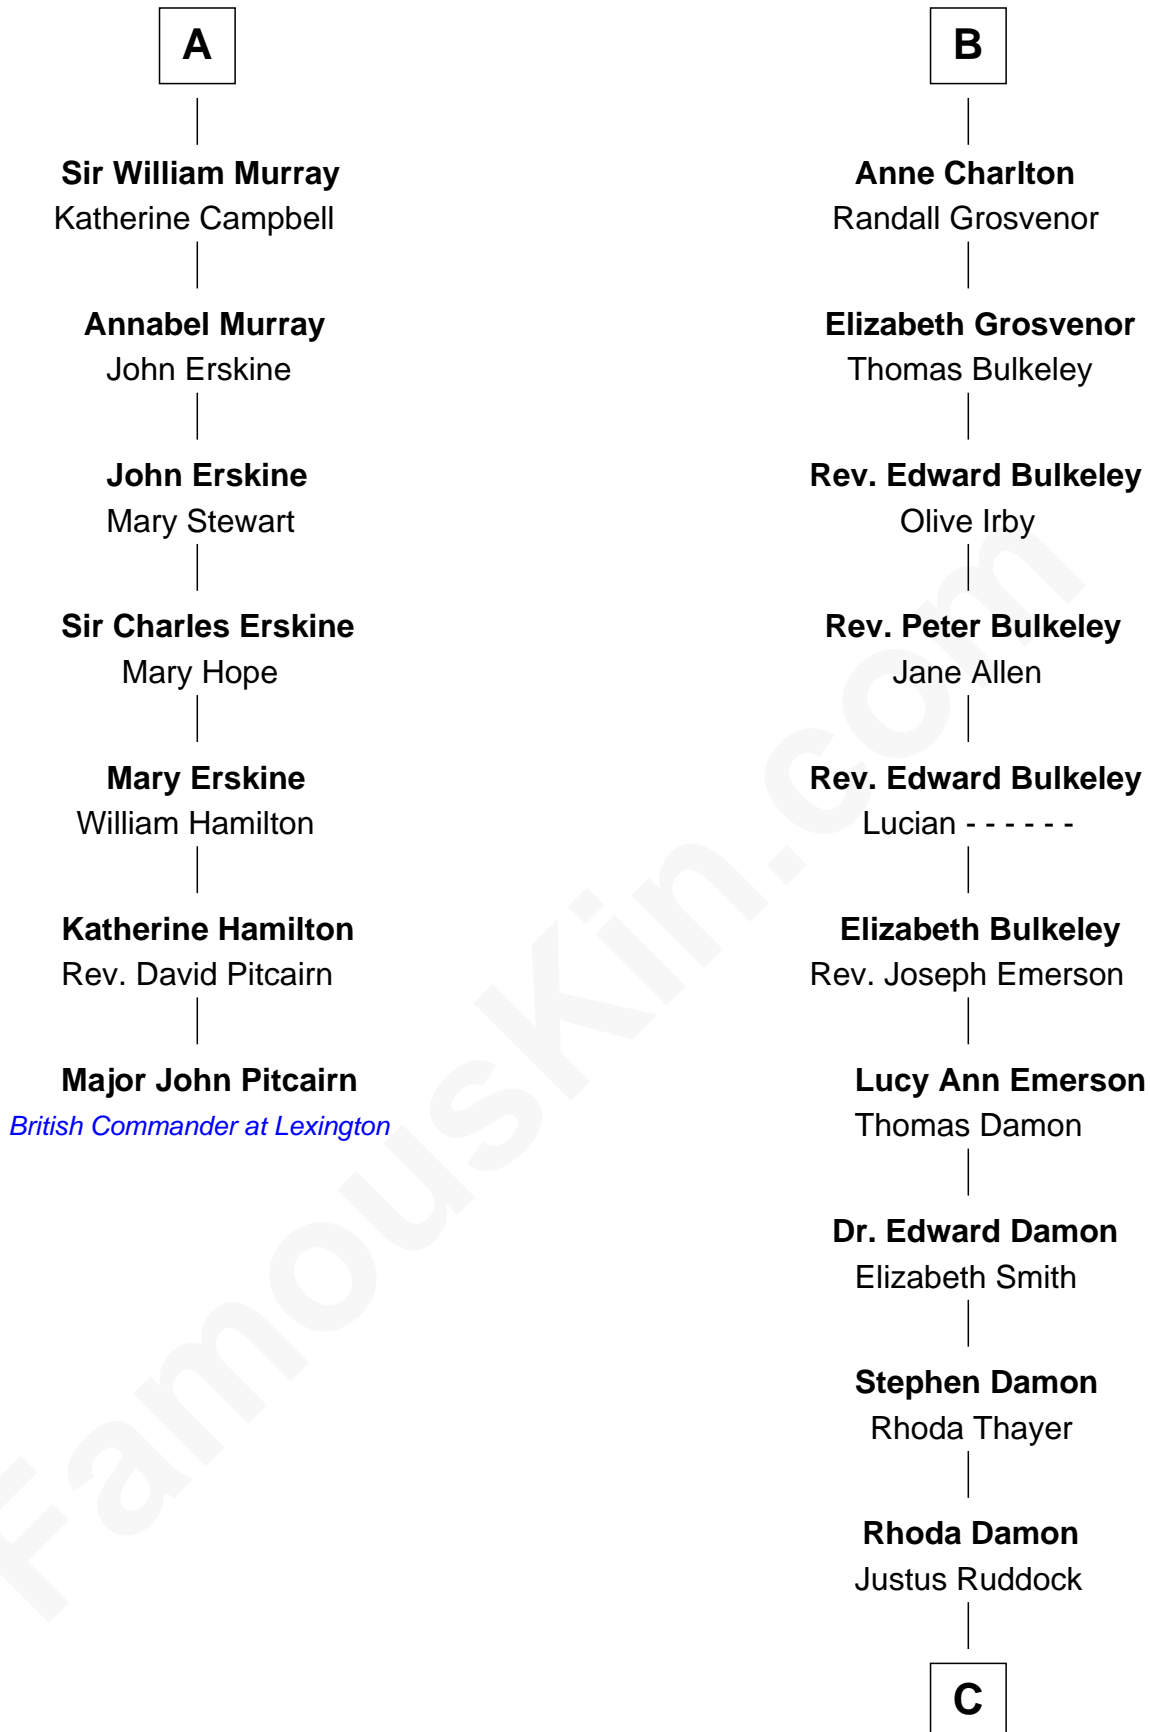 A
Sir William Murray
Katherine Campbell
Annabel Murray
John Erskine
John Erskine
Mary Stewart
Sir Charles Erskine
Mary Hope
Mary Erskine
William Hamilton
Katherine Hamilton
Rev. David Pitcairn
Major John Pitcairn
British Commander at Lexington
B
Anne Charlton
Randall Grosvenor
Elizabeth Grosvenor
Thomas Bulkeley
Rev. Edward Bulkeley
Olive Irby
Rev. Peter Bulkeley
Jane Allen
Rev. Edward Bulkeley
Lucian - - - - - -
Elizabeth Bulkeley
Rev. Joseph Emerson
Lucy Ann Emerson
Thomas Damon
Dr. Edward Damon
Elizabeth Smith
Stephen Damon
Rhoda Thayer
Rhoda Damon
Justus Ruddock
C
FamousKin.com